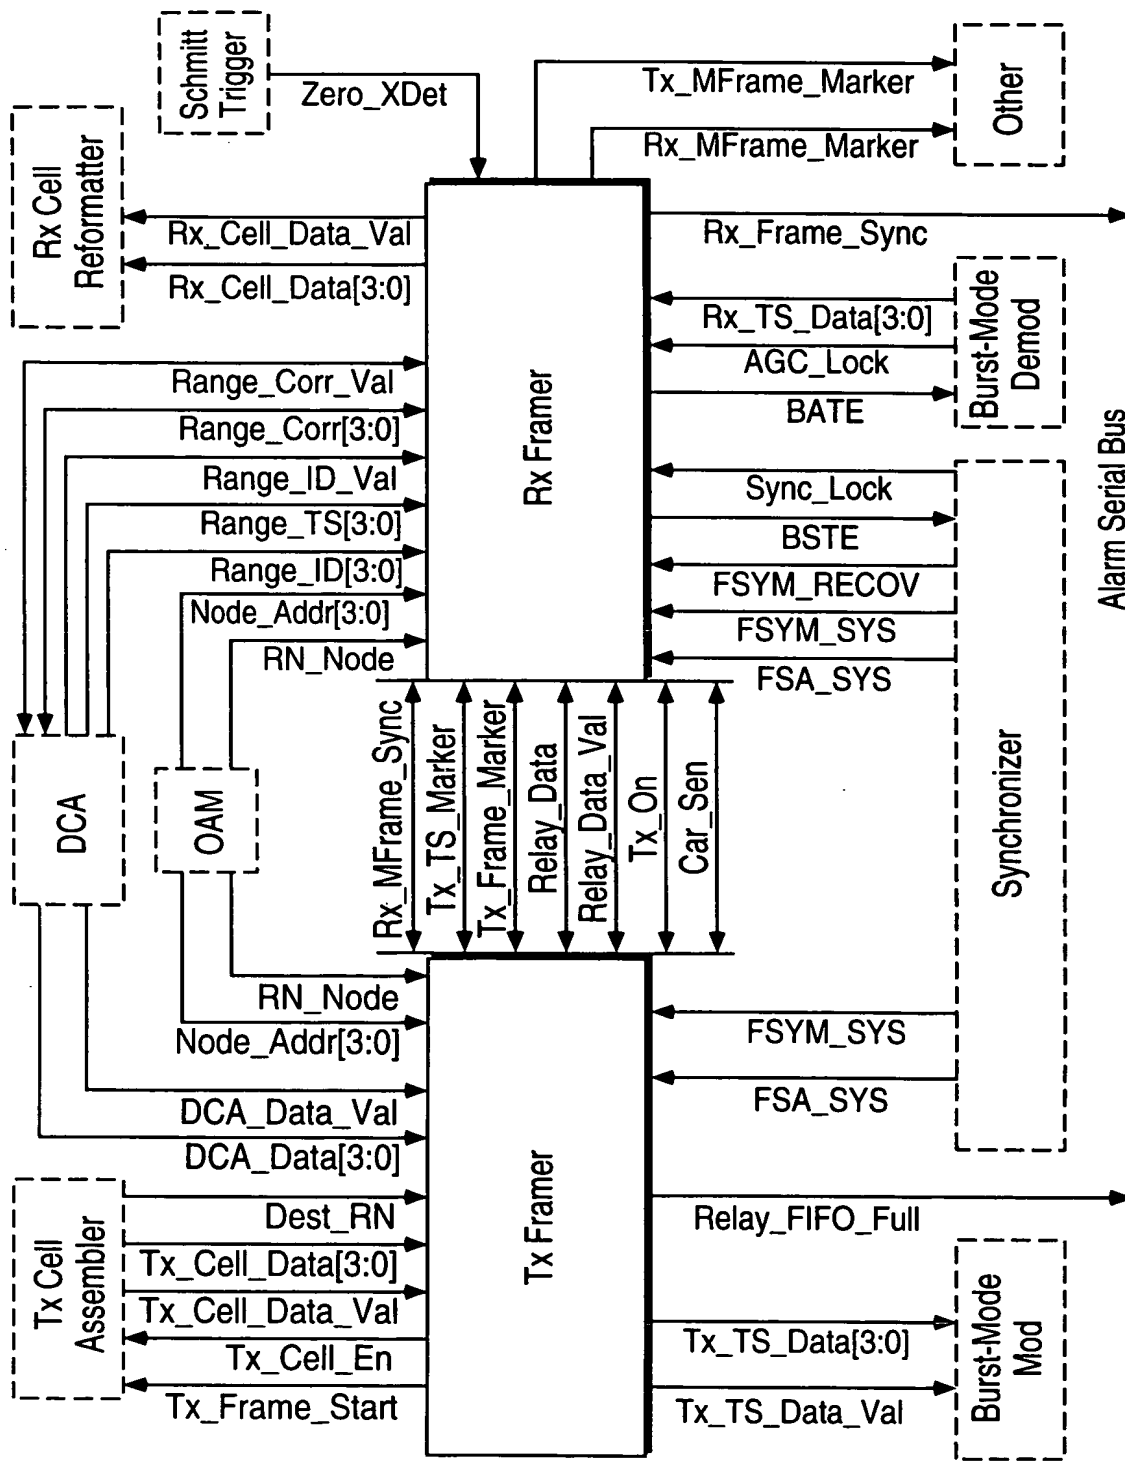 Schmitt
Trigger
Zero_XDet
Tx_MFrame_Marker
Rx_MFrame_Marker
Other
Rx Cell
Reformatter
Rx_Cell_Data_Val
Rx_Cell_Data[3:0]
Rx_Frame_Sync
Rx_TS_Data[3:0]
AGC_Lock
BATE
Burst-Mode
Demod
Range_Corr_Val
Range_Corr[3:0]
Range_ID_Val
Range_TS[3:0]
Range_ID[3:0]
Node_Addr[3:0]
RN_Node
Rx Framer
Sync_Lock
BSTE
FSYM_RECOV
FSYM_SYS
FSA_SYS
Alarm Serial Bus
DCA
OAM
Rx_MFrame_Sync
Tx_TS_Marker
Tx_Frame_Marker
Relay_Data
Relay_Data_Val
Tx_On
Car_Sen
Synchronizer
RN_Node
Node_Addr[3:0]
DCA_Data_Val
DCA_Data[3:0]
FSYM_SYS
FSA_SYS
Tx Framer
Tx Cell
Assembler
Dest_RN
Tx_Cell_Data[3:0]
Tx_Cell_Data_Val
Tx_Cell_En
Tx_Frame_Start
Relay_FIFO_Full
Tx_TS_Data[3:0]
Tx_TS_Data_Val
Burst-Mode
Mod